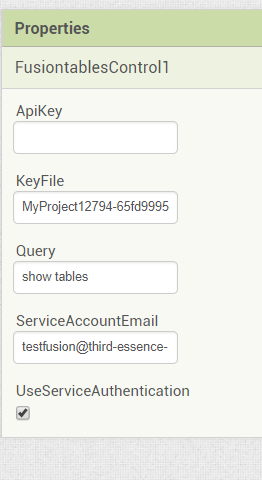 Properties
FusiontablesControl1
ApiKey
KeyFile
MyProject12794-65fd9995
Query
show tables
ServiceAccountEmail
testfusion@third-essence-
UseServiceAuthentication